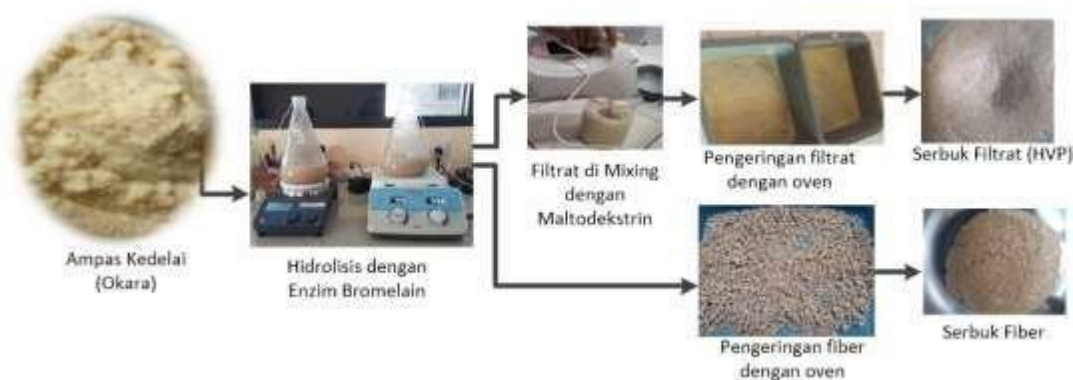 Ampas Kedelai
(Okara)
Hidrolisis dengan
Enzim Bromelain
Filtrat di Mixing
dengan
Maltodekstrin
Pengeringan filtrat
dengan oven
Serbuk Filtrat (HVP)
Pengeringan fiber
dengan oven
Serbuk Fiber